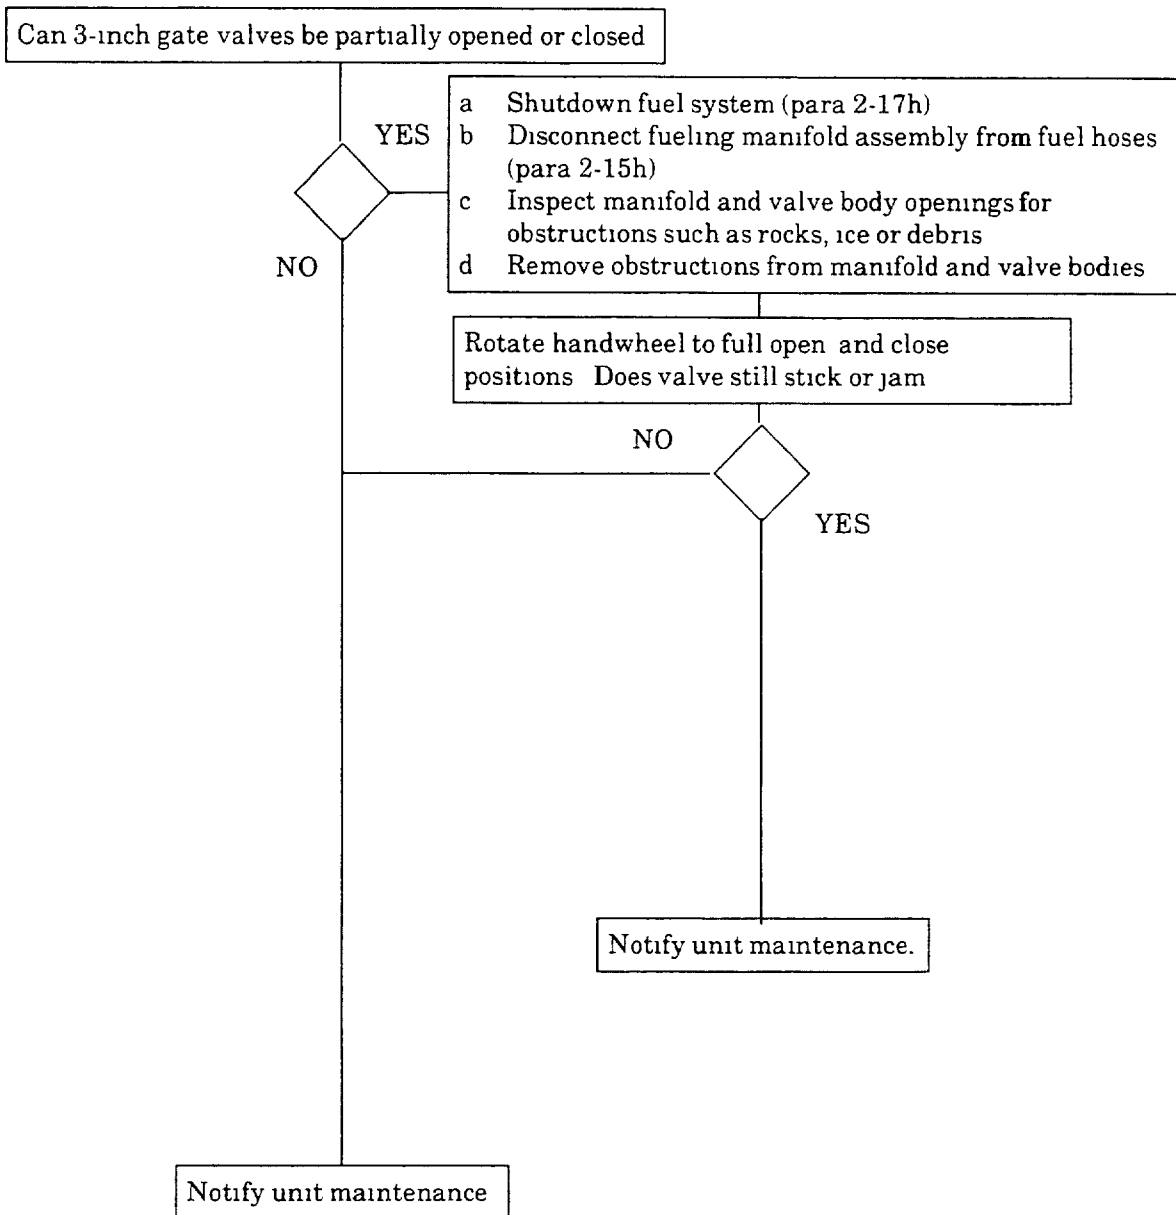 Can 3-inch gate valves be partially opened or closed
YES
a Shutdown fuel system (para 2-17h)
b Disconnect fueling manifold assembly from fuel hoses
(para 2-15h)
c Inspect manifold and valve body openings for
obstructions such as rocks, ice or debris
d Remove obstructions from manifold and valve bodies
NO
Rotate handwheel to full open and close
positions Does valve still stick or jam
NO
YES
Notify unit maintenance.
Notify unit maintenance